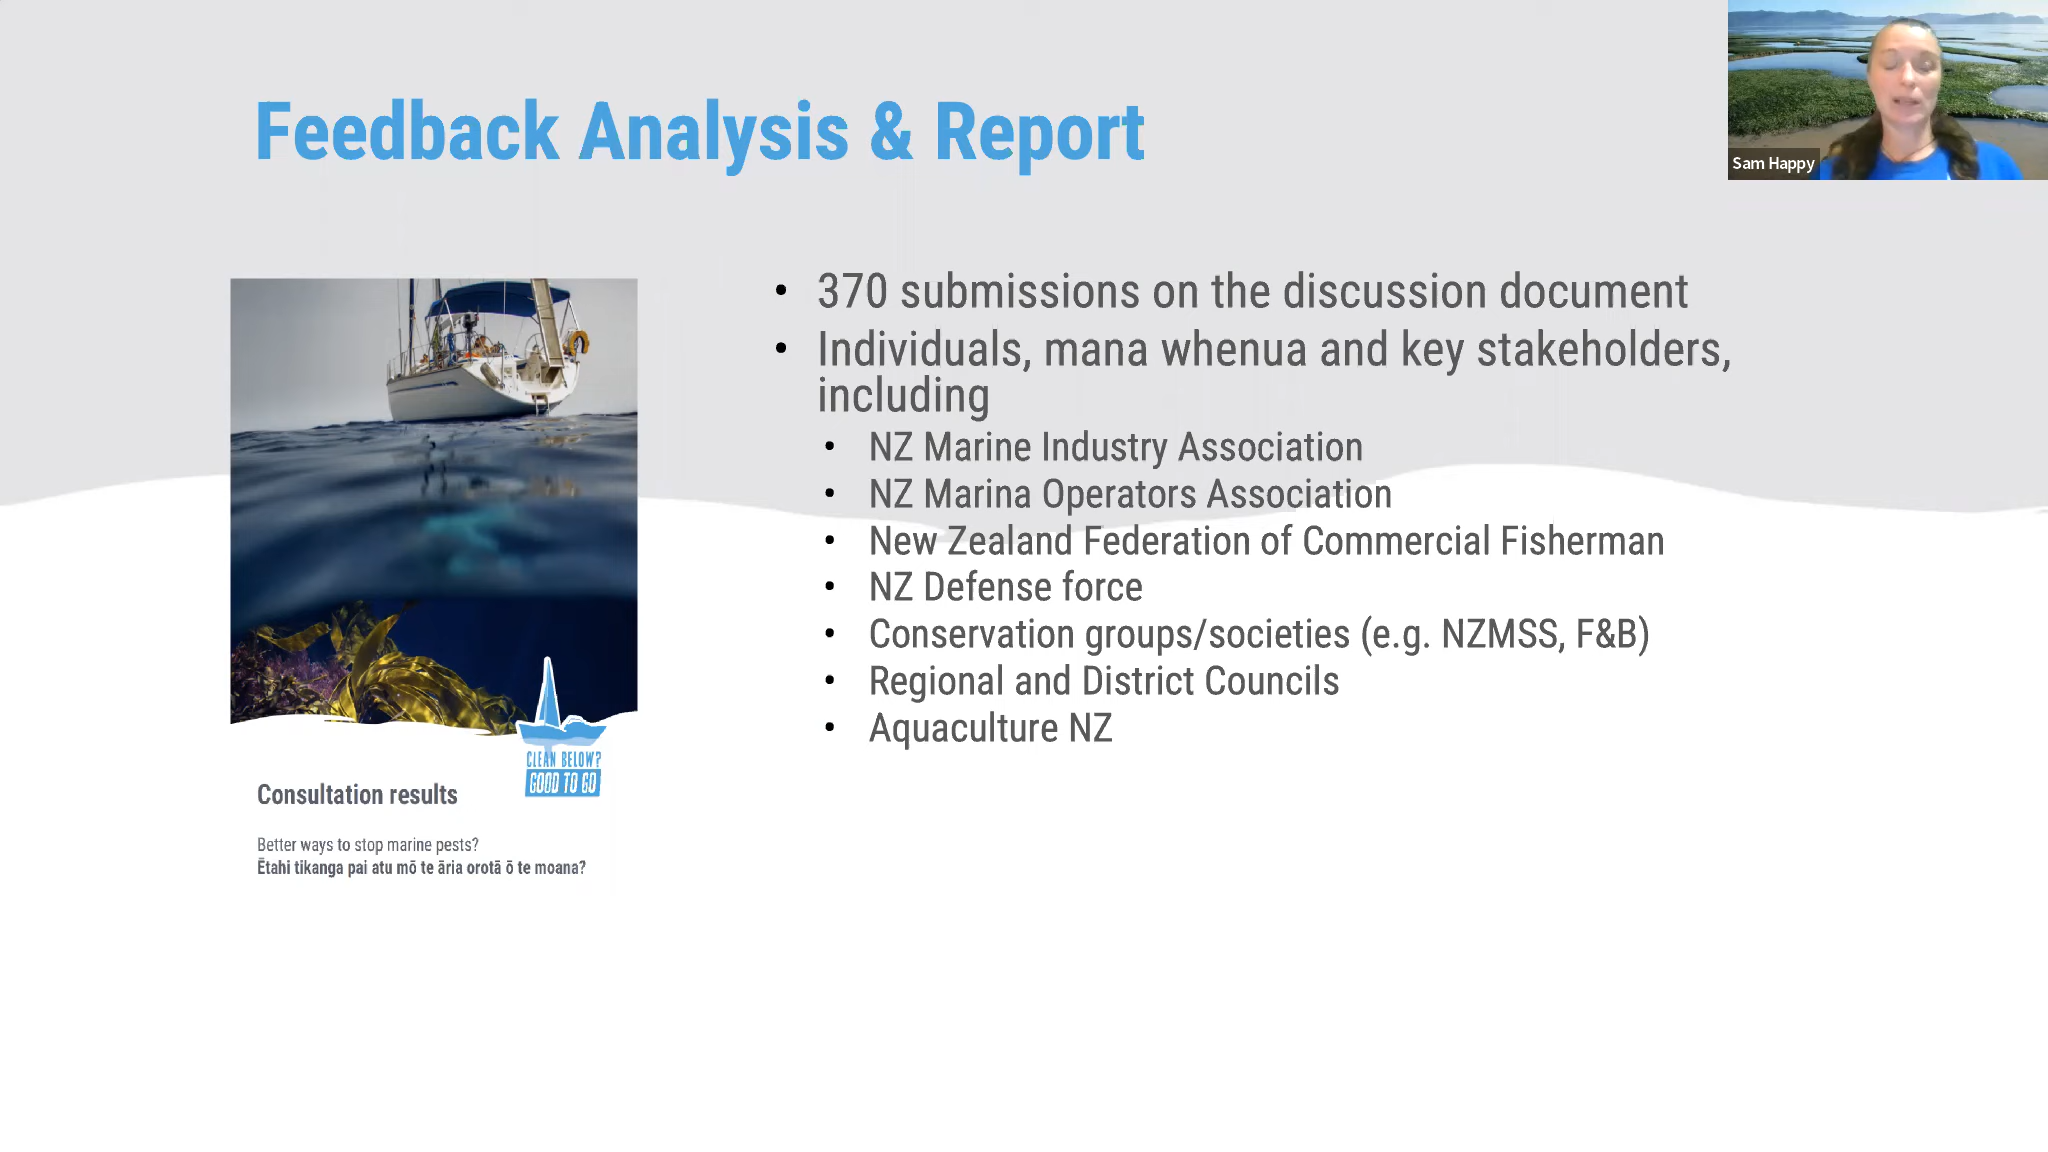 Feedback Analysis & Report
Sam Happy
• 370 submissions on the discussion document
• Individuals, mana whenua and key stakeholders,
including
• NZ Marine Industry Association
• NZ Marina Operators Association
• New Zealand Federation of Commercial Fisherman
• NZ Defense force
• Conservation groups/societies (e.g. NZMSS, F&B)
• Regional and District Councils
• Aquaculture NZ
CLEAN BELOW?
GOOD TO GO
Consultation results
Better ways to stop marine pests?
Ētahi tikanga pai atu mō te āria orotā ō te moana?